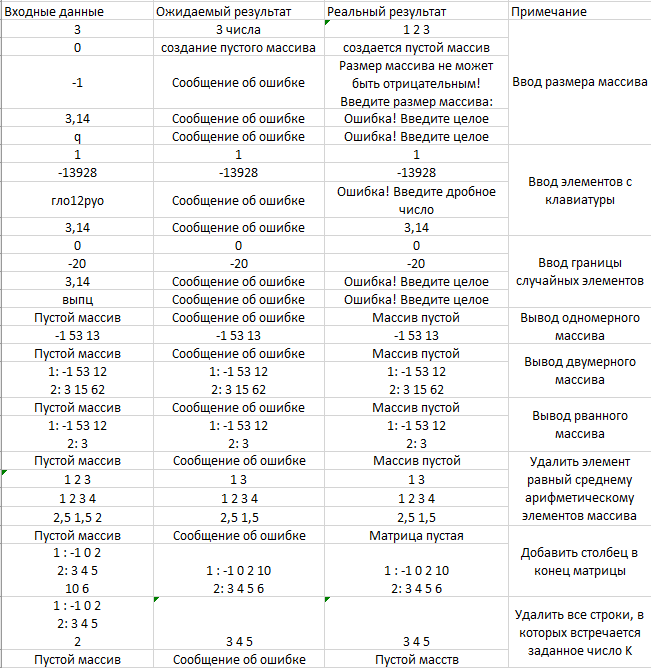 Входные данные Ожидаемый результат Реальный результат Примечание
3 3 числа 1 2 3
0 создание пустого массива создается пустой массив
Размер массива не может
-1 Сообщение об ошибке быть отрицательным! Ввод размера массива
Введите размер массива:
3,14 Сообщение об ошибке Ошибка! Введите целое
q Сообщение об ошибке Ошибка! Введите целое
1 1 1
-13928 -13928 -13928
Ввод элементов с
гло12руо Сообщение об ошибке Ошибка! Введите дробное
число
клавиатуры
3,14 Сообщение об ошибке 3,14
0 0 0
-20 -20 -20
Ввод границы
3,14 Сообщение об ошибке Ошибка! Введите целое
случайных элементов
выпц Сообщение об ошибке Ошибка! Введите целое
Пустой массив Сообщение об ошибке Массив пустой Вывод одномерного
-1 53 13 -1 53 13 -1 53 13 массива
Пустой массив Сообщение об ошибке Массив пустой
1: -1 53 12 1: -1 53 12 1: -1 53 12 Вывод двумерного
2: 3 15 62 2: 3 15 62 2: 3 15 62 массива
Пустой массив Сообщение об ошибке Массив пустой
1: -1 53 12 1: -1 53 12 1: -1 53 12 Вывод рванного
2: 3 2: 3 2: 3 массива
Пустой массив Сообщение об ошибке Массив пустой Удалить элемент
1 2 3 1 3 1 3 равный среднему
1 2 3 4 1 2 3 4 1 2 3 4 арифметическому
2,5 1,5 2 2,5 1,5 2,5 1,5 элементов массива
Пустой массив Сообщение об ошибке Матрица пустая
1 : -1 0 2 Добавить столбец в
2: 3 4 5 1 : -1 0 2 10 1 : -1 0 2 10 конец матрицы
10 6 2: 3 4 5 6 2: 3 4 5 6
1 : -1 0 2
2: 3 4 5 Удалить все строки, в
2 3 4 5 3 4 5 которых встречается
Пустой массив Сообщение об ошибке Пустой масств заданное число K